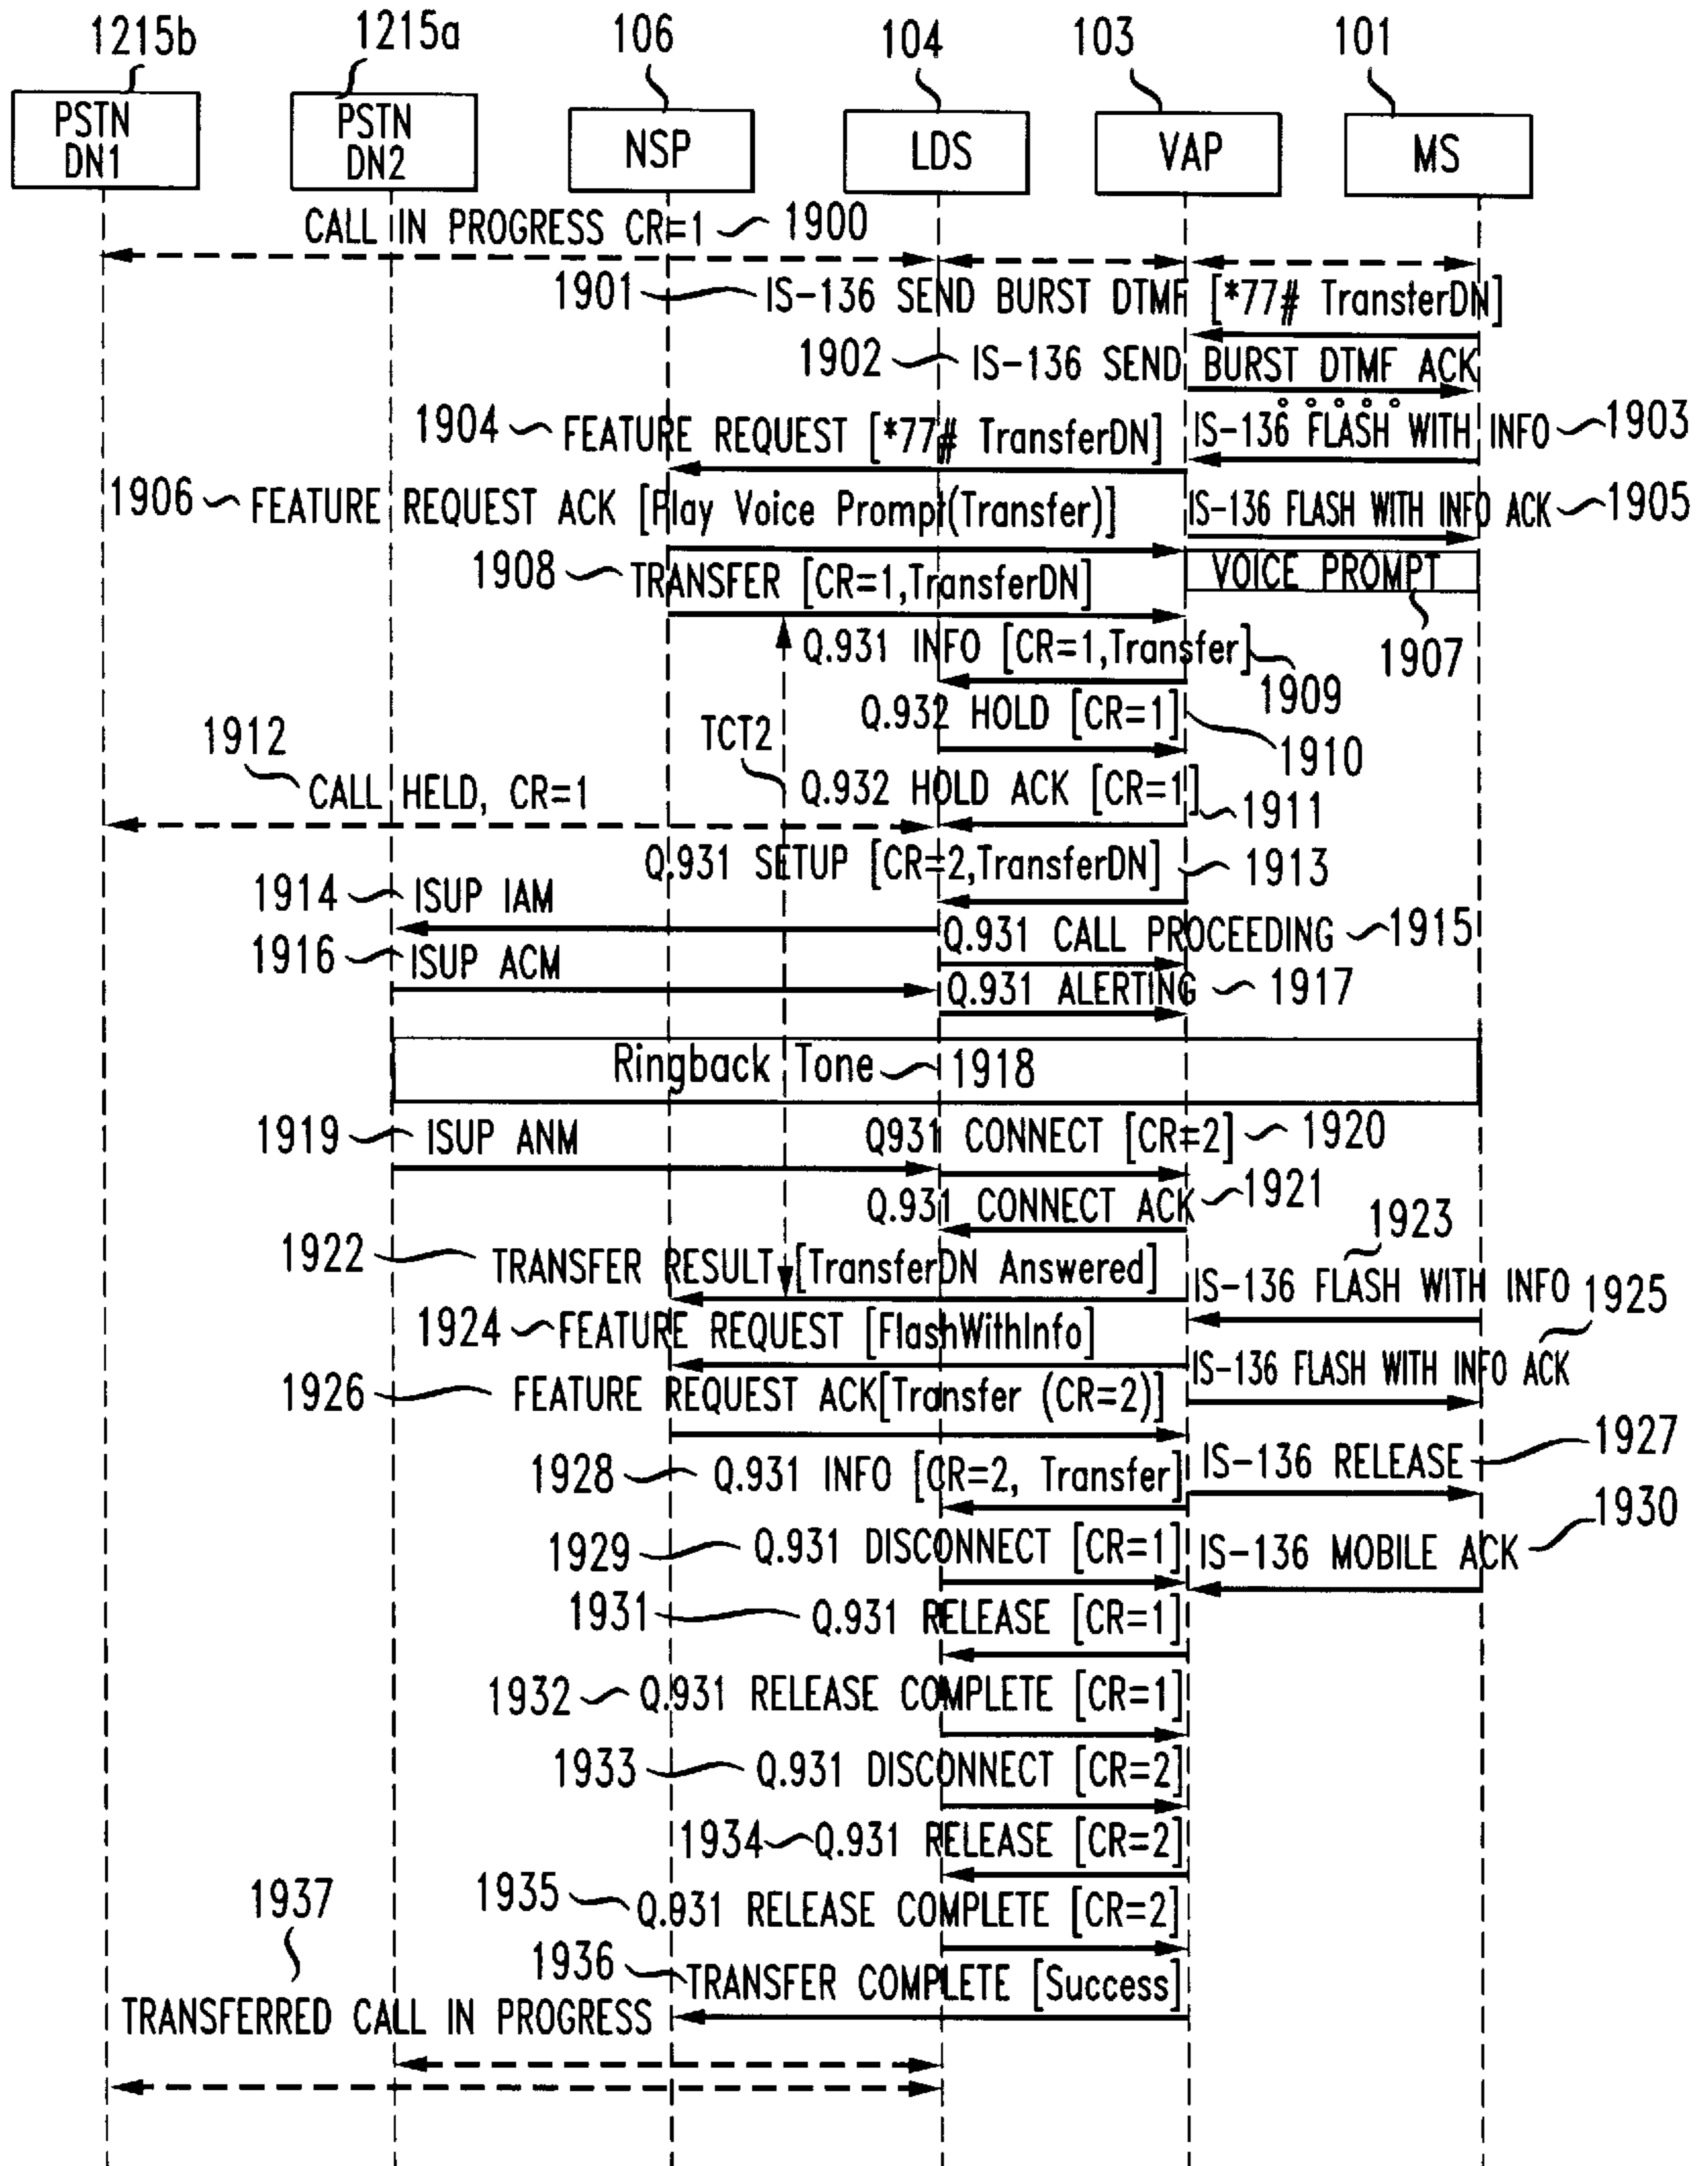 1215b
1215a
106
104
103
101
PSTN
DN1
PSTN
DN2
NSP
LDS
VAP
MS
CALL IN PROGRESS CR=1 1900
1901 IS-136 SEND BURST DTMF [*77# TransterDN]
1902 IS-136 SEND BURST DTMF ACK
1904 FEATURE REQUEST [*77# TransferDN]
IS-136 FLASH WITH INFO 1903
1906 FEATURE REQUEST ACK [Play Voice Prompt(Transfer)]
IS-136 FLASH WITH INFO ACK 1905
1908 TRANSFER [CR=1,TransferDN]
VOICE PROMPT
1907
Q.931 INFO [CR=1,Transfer]
1909
Q.932 HOLD [CR=1]
1910
TCT2
1912
CALL HELD, CR=1
Q.932 HOLD ACK [CR=1]
1911
Q.931 SETUP [CR=2,TransferDN] 1913
1914 ISUP IAM
Q.931 CALL PROCEEDING 1915
1916 ISUP ACM
Q.931 ALERTING 1917
Ringback Tone 1918
1919 ISUP ANM
Q931 CONNECT [CR=2] 1920
Q.931 CONNECT ACK 1921
1922 TRANSFER RESULT [TransferDN Answered]
1923
IS-136 FLASH WITH INFO
1924 FEATURE REQUEST [FlashWithInfo]
1925
IS-136 FLASH WITH INFO ACK
1926 FEATURE REQUEST ACK[Transfer (CR=2)]
1927
IS-136 RELEASE
1928 Q.931 INFO [CR=2, Transfer]
1929 Q.931 DISCONNECT [CR=1]
1930
IS-136 MOBILE ACK
1931 Q.931 RELEASE [CR=1]
1932 Q.931 RELEASE COMPLETE [CR=1]
1933 Q.931 DISCONNECT [CR=2]
1934 Q.931 RELEASE [CR=2]
1935 Q.931 RELEASE COMPLETE [CR=2]
1936 TRANSFER COMPLETE [Success]
1937
TRANSFERRED CALL IN PROGRESS